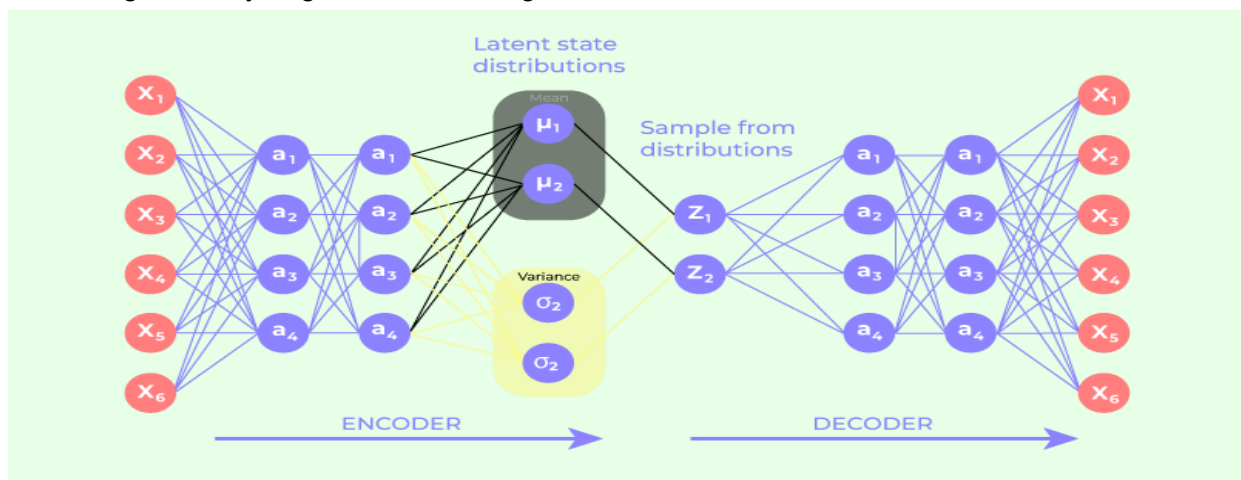 Latent state
distributions
Mean
μ₁
μ₂
Variance
σ₂
σ₂
Sample from
distributions
X₁
X₂
X₃
X₄
X₅
X₆
a₁
a₂
a₃
a₄
a₁
a₂
a₃
a₄
Z₁
Z₂
a₁
a₂
a₃
a₄
a₁
a₂
a₃
a₄
X₁
X₂
X₃
X₄
X₅
X₆
ENCODER
DECODER